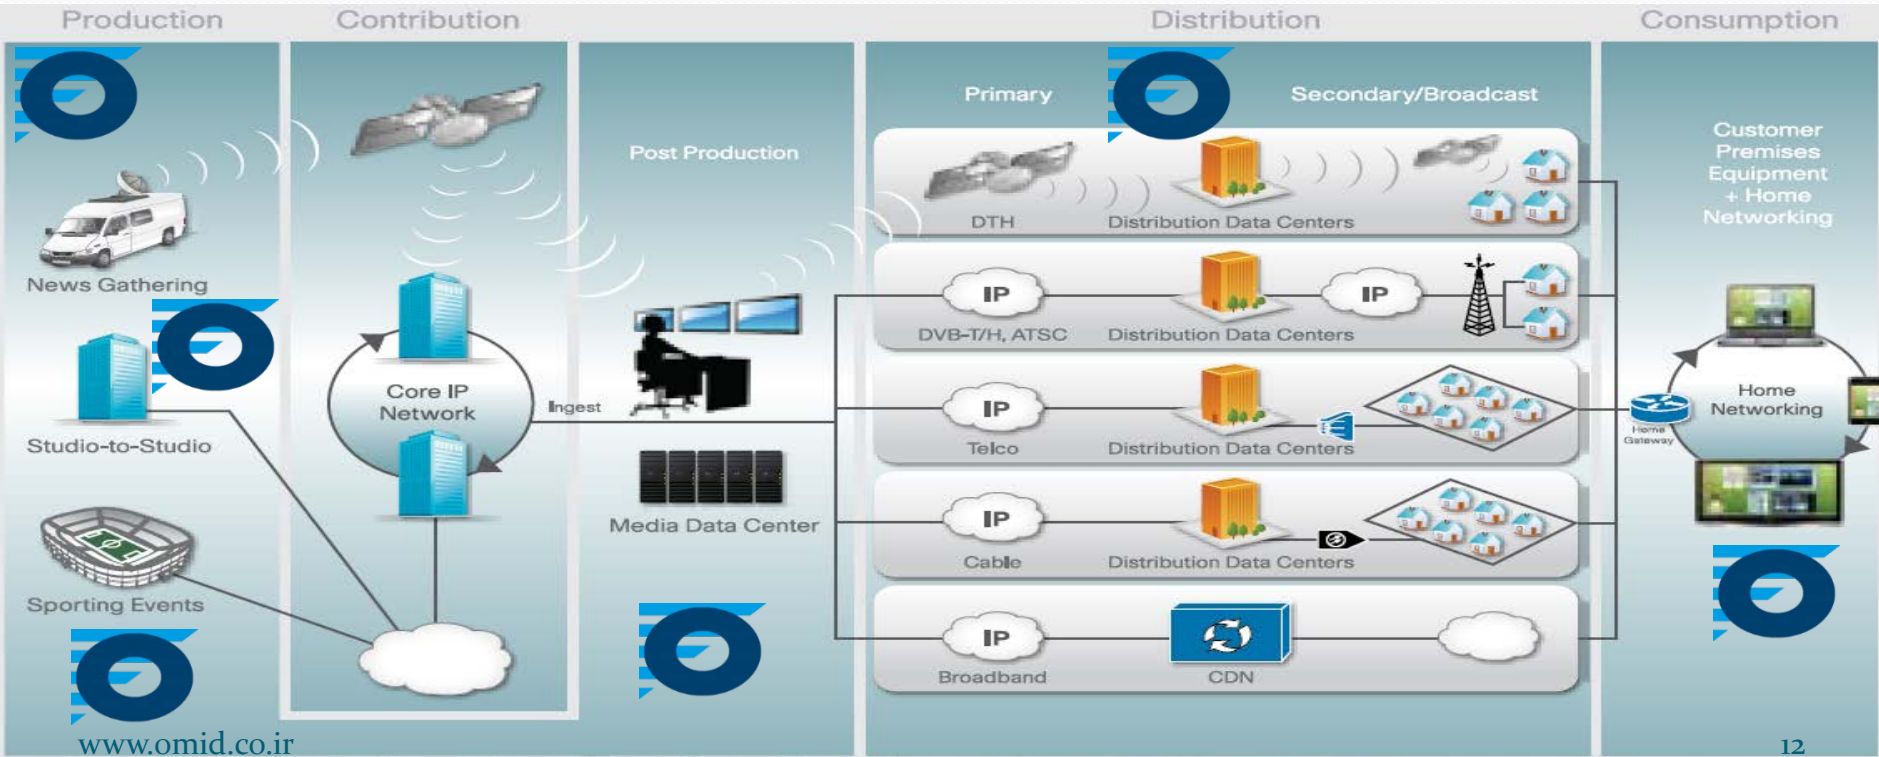 Production
Contribution
Distribution
Consumption
News Gathering
Studio-to-Studio
Sporting Events
Core IP
Network
Ingest
Post Production
Media Data Center
Primary
Secondary/Broadcast
DTH
Distribution Data Centers
IP
IP
DVB-T/H, ATSC
Distribution Data Centers
IP
Telco
Distribution Data Centers
IP
Cable
Distribution Data Centers
IP
Broadband
CDN
Customer
Premises
Equipment
+ Home
Networking
Home
Networking
Home
Gateway
www.omid.co.ir
12